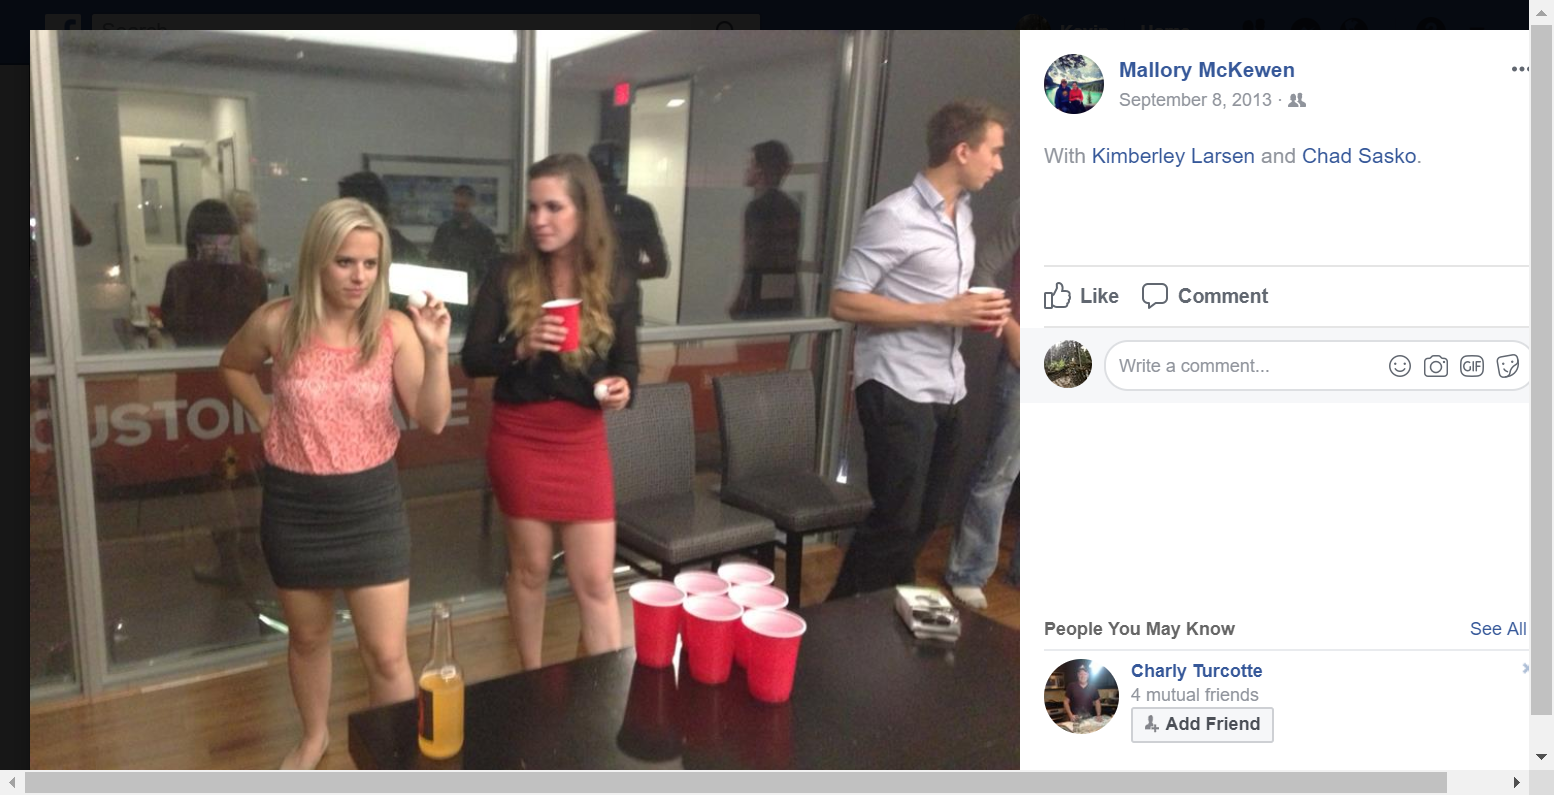 Search
Mallory McKewen
September 8, 2013 ·
With Kimberley Larsen and Chad Sasko.
Like Comment
Write a comment...
GIF
People You May Know
See All
Charly Turcotte
4 mutual friends
Add Friend